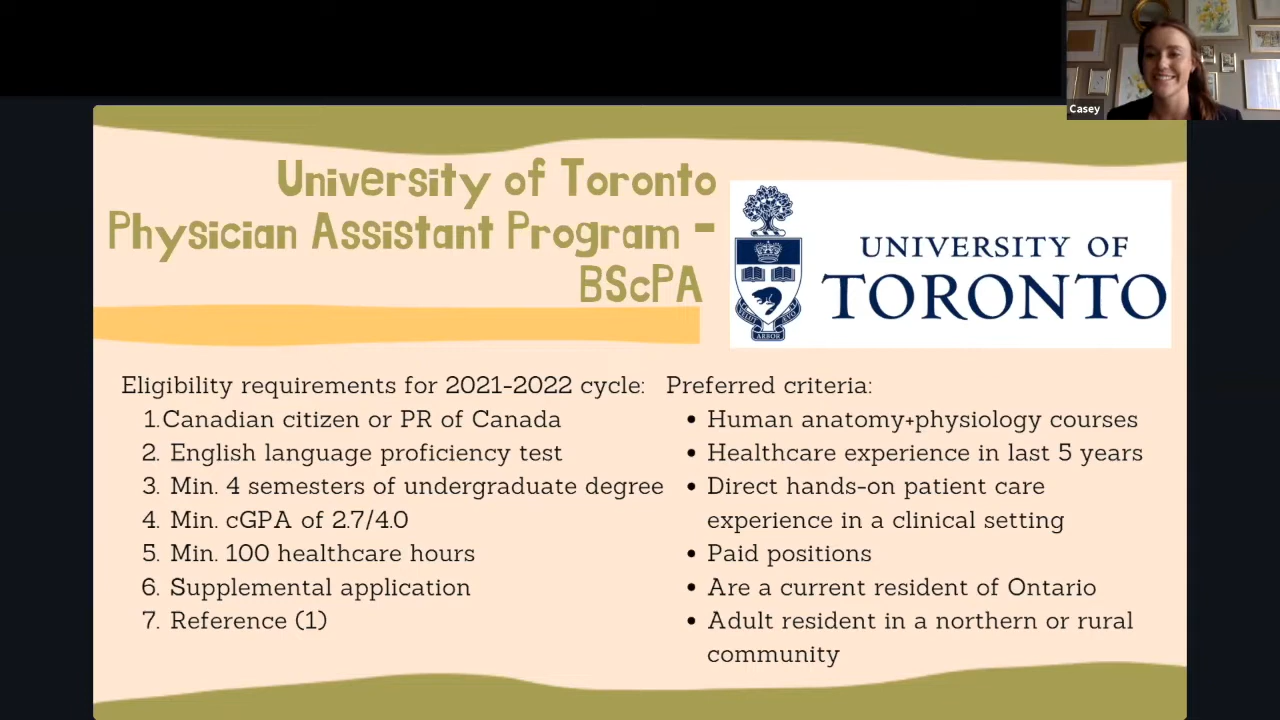 Casey
University of Toronto
Physician Assistant Program -
BScPA
UNIVERSITY OF
TORONTO
ARBOR
Eligibility requirements for 2021-2022 cycle:
1. Canadian citizen or PR of Canada
2. English language proficiency test
3. Min. 4 semesters of undergraduate degree
4. Min. cGPA of 2.7/4.0
5. Min. 100 healthcare hours
6. Supplemental application
7. Reference (1)
Preferred criteria:
• Human anatomy+physiology courses
• Healthcare experience in last 5 years
• Direct hands-on patient care
experience in a clinical setting
• Paid positions
• Are a current resident of Ontario
• Adult resident in a northern or rural
community